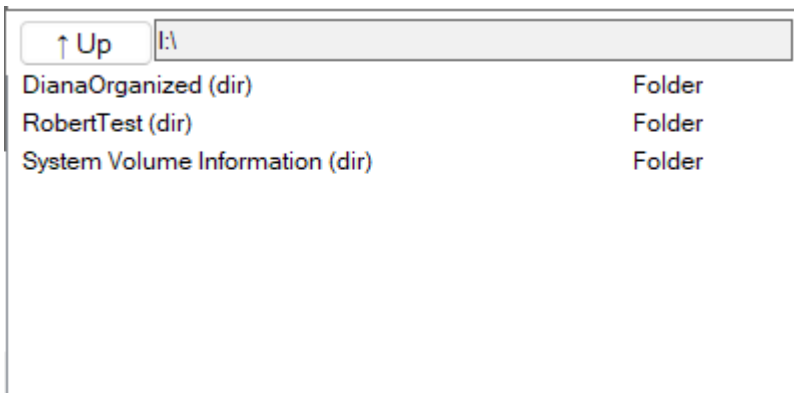 ↑ Up I:\
DianaOrganized (dir) Folder
RobertTest (dir) Folder
System Volume Information (dir) Folder